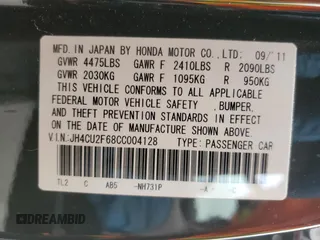 MFD. IN JAPAN BY HONDA MOTOR CO.,LTD: 09/'11
GVWR 4475LBS GAWR F 2410LBS R 2090LBS
GVWR 2030KG GAWR F 1095KG R 950KG
THIS VEHICLE CONFORMS TO ALL APPLICABLE
FEDERAL MOTOR VEHICLE SAFETY ,BUMPER,
AND THEFT PREVENTION STANDARDS IN EFFECT
ON THE DATE OF MANUFACTURE SHOWN ABOVE.
V.I.N:JH4CU2F68CC004128 TYPE:PASSENGER CAR
TL2 C AB5 -NH731P -A -C
DREAMBID